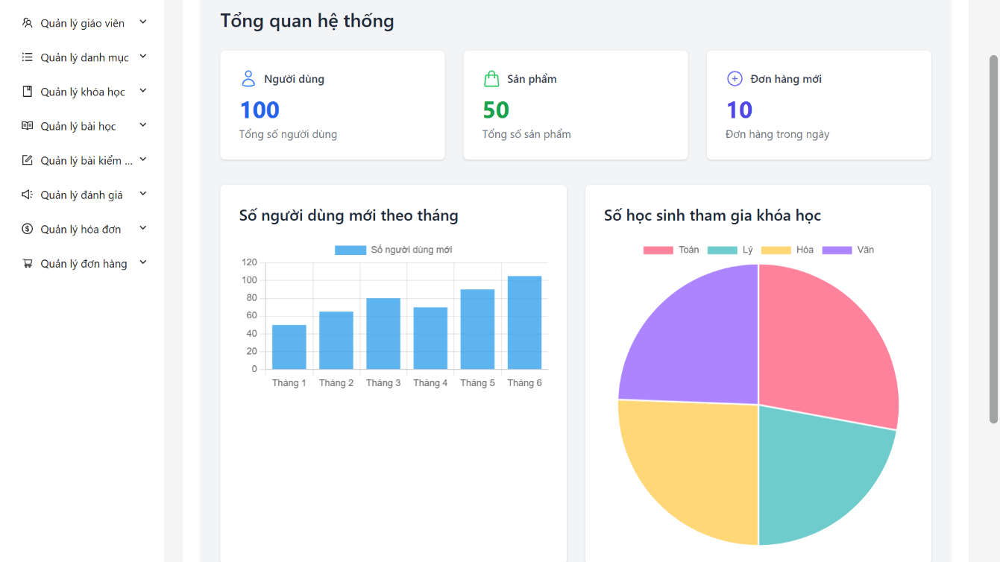 Quản lý giáo viên
Quản lý danh mục
Quản lý khóa học
Quản lý bài học
Quản lý bài kiểm ...
Quản lý đánh giá
Quản lý hóa đơn
Quản lý đơn hàng
Tổng quan hệ thống
Người dùng
100
Tổng số người dùng
Sản phẩm
50
Tổng số sản phẩm
Đơn hàng mới
10
Đơn hàng trong ngày
Số người dùng mới theo tháng
Số người dùng mới
120
100
80
60
40
20
0
Tháng 1 Tháng 2 Tháng 3 Tháng 4 Tháng 5 Tháng 6
Số học sinh tham gia khóa học
Toán Lý Hóa Văn